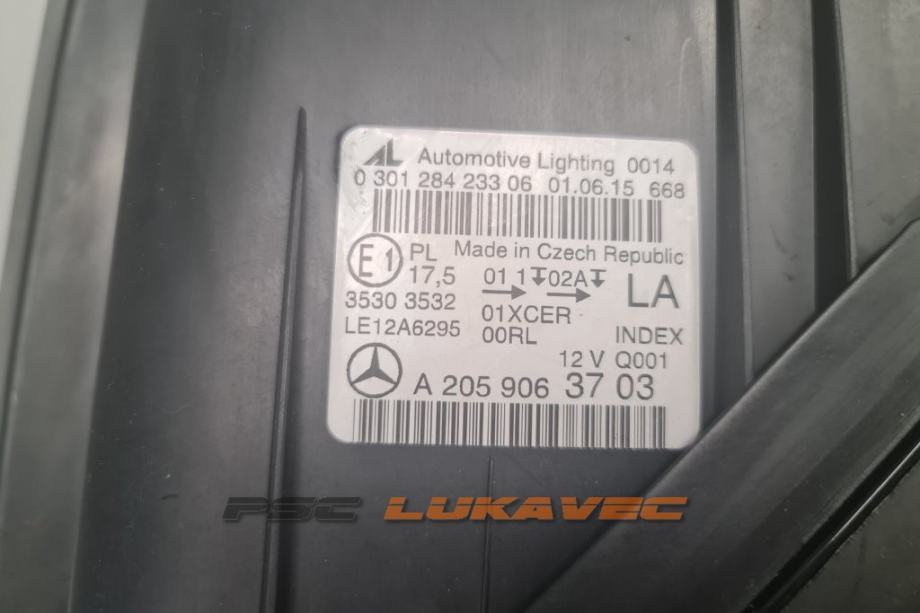 AL Automotive Lighting 0014
0 301 284 233 06 01.06.15 668
Made in Czech Republic
E1 PL 17,5
01 1 02A
LA
3530 3532
01XCER
LE12A6295
00RL
INDEX
12 V Q001
A 205 906 37 03
PSC LUKAVEC